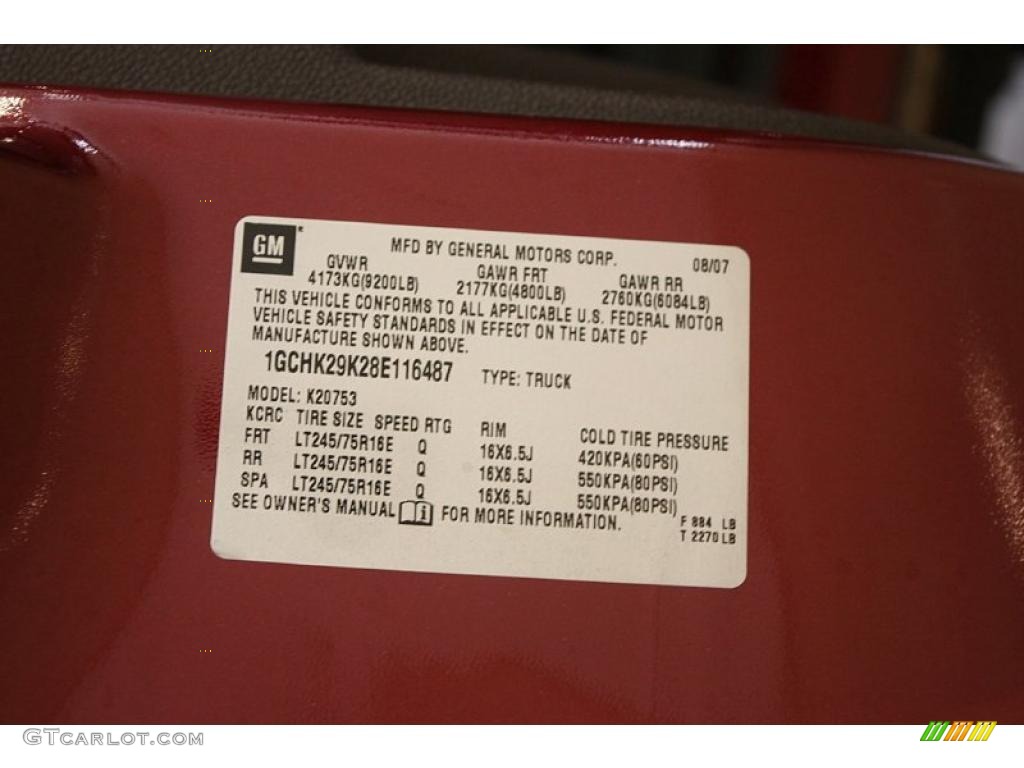 GM
MFD BY GENERAL MOTORS CORP. 08/07
GVWR GAWR FRT GAWR RR
4173KG(9200LB) 2177KG(4800LB) 2760KG(6084LB)
THIS VEHICLE CONFORMS TO ALL APPLICABLE U.S. FEDERAL MOTOR
VEHICLE SAFETY STANDARDS IN EFFECT ON THE DATE OF
MANUFACTURE SHOWN ABOVE.
1GCHK29K28E116487 TYPE: TRUCK
MODEL: K20753
KCRC TIRE SIZE SPEED RTG RIM COLD TIRE PRESSURE
FRT LT245/75R16E Q 16X6.5J 420KPA(60PSI)
RR LT245/75R16E Q 16X6.5J 550KPA(80PSI)
SPA LT245/75R16E Q 16X6.5J 550KPA(80PSI)
SEE OWNER'S MANUAL i FOR MORE INFORMATION.
F 884 LB
T 2270 LB
GTCARLOT.COM